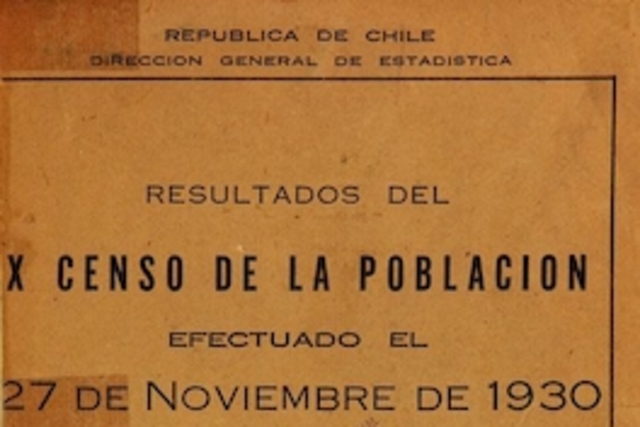 REPUBLICA DE CHILE
DIRECCION GENERAL DE ESTADISTICA
RESULTADOS DEL
X CENSO DE LA POBLACION
EFECTUADO EL
27 DE NOVIEMBRE DE 1930